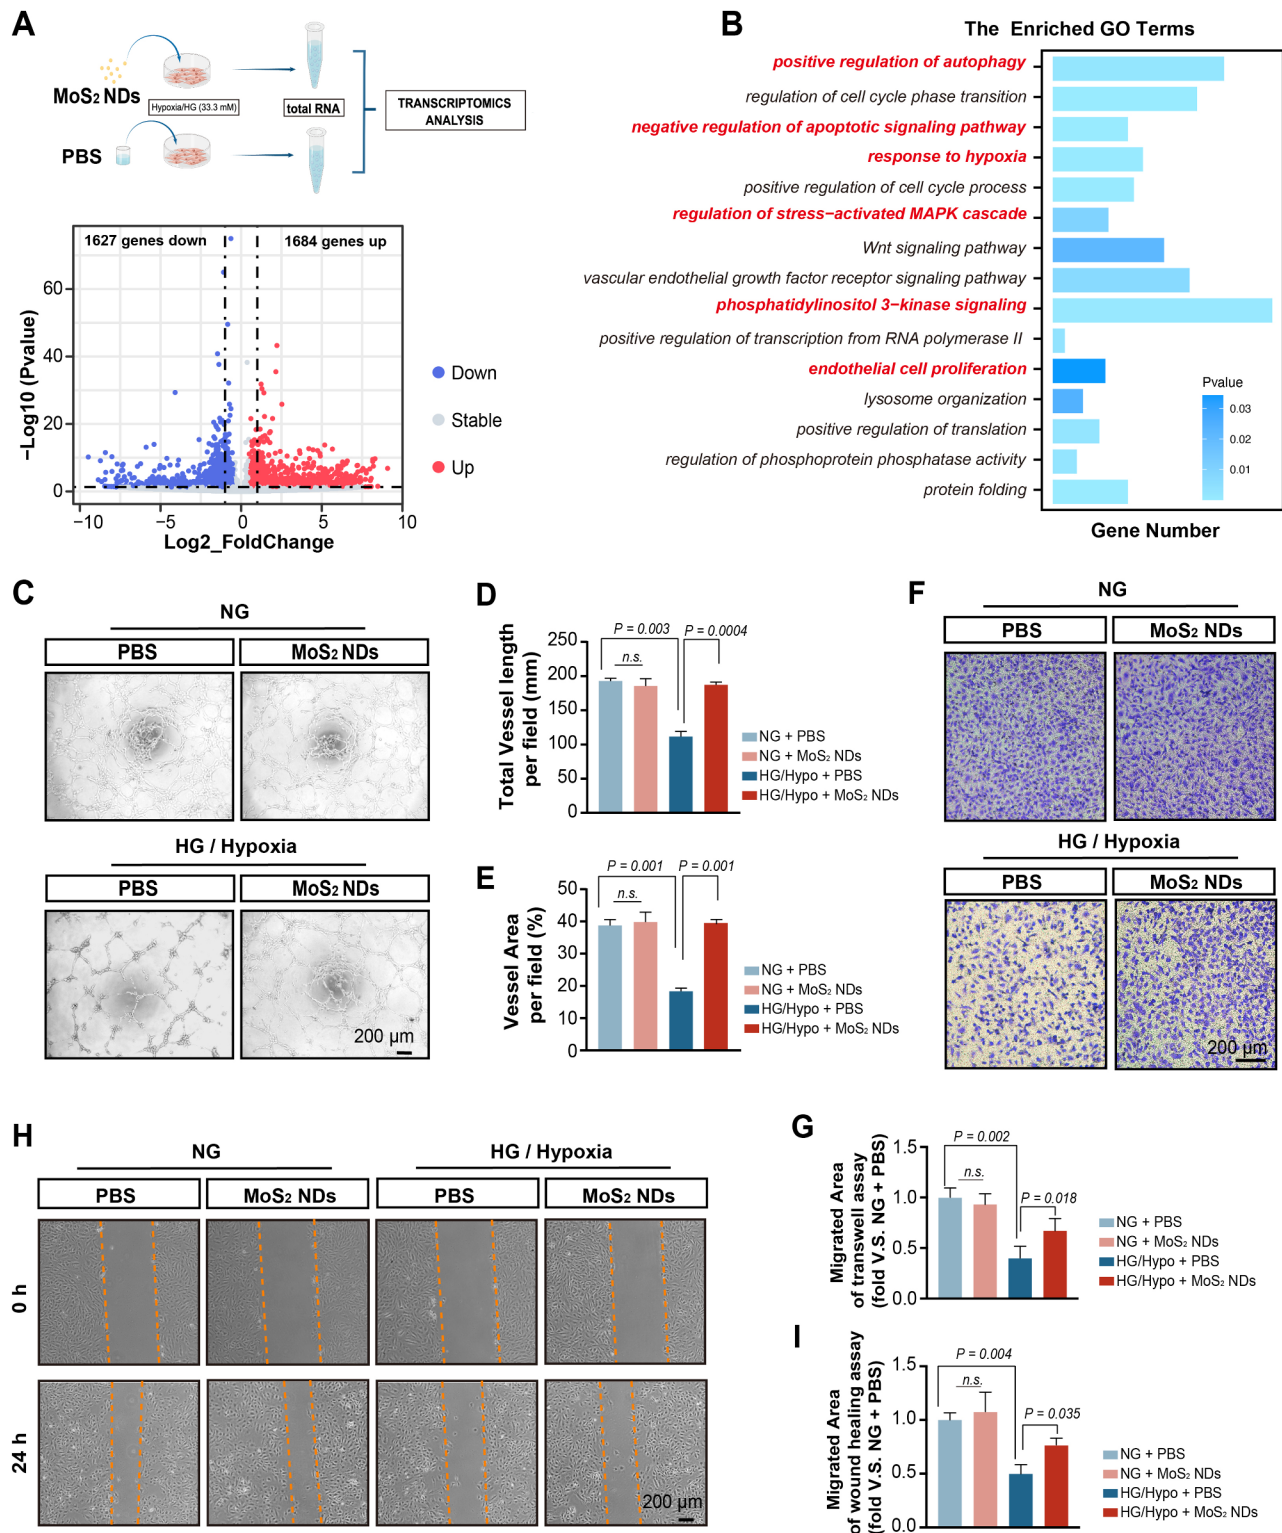 A
MoS2 NDs
Hypoxia/HG (33.3 mM)
total RNA
TRANSCRIPTOMICS
ANALYSIS
PBS
1627 genes down
1684 genes up
60
40
20
0
−Log10 (Pvalue)
−10
−5
0
5
10
Log2_FoldChange
Down
Stable
Up
B
The Enriched GO Terms
positive regulation of autophagy
regulation of cell cycle phase transition
negative regulation of apoptotic signaling pathway
response to hypoxia
positive regulation of cell cycle process
regulation of stress−activated MAPK cascade
Wnt signaling pathway
vascular endothelial growth factor receptor signaling pathway
phosphatidylinositol 3−kinase signaling
positive regulation of transcription from RNA polymerase II
endothelial cell proliferation
lysosome organization
positive regulation of translation
regulation of phosphoprotein phosphatase activity
protein folding
Pvalue
0.03
0.02
0.01
Gene Number
C
NG
PBS
MoS2 NDs
HG / Hypoxia
PBS
MoS2 NDs
200 µm
D
P = 0.003
P = 0.0004
n.s.
250
200
150
100
50
0
Total Vessel length
per field (mm)
NG + PBS
NG + MoS2 NDs
HG/Hypo + PBS
HG/Hypo + MoS2 NDs
E
P = 0.001
P = 0.001
n.s.
50
40
30
20
10
0
Vessel Area
per field (%)
NG + PBS
NG + MoS2 NDs
HG/Hypo + PBS
HG/Hypo + MoS2 NDs
F
NG
PBS
MoS2 NDs
HG / Hypoxia
PBS
MoS2 NDs
200 µm
H
NG
HG / Hypoxia
PBS
MoS2 NDs
PBS
MoS2 NDs
0 h
24 h
200 µm
G
P = 0.002
n.s.
P = 0.018
1.5
1.0
0.5
0.0
Migrated Area
of transwell assay
(fold V.S. NG + PBS)
NG + PBS
NG + MoS2 NDs
HG/Hypo + PBS
HG/Hypo + MoS2 NDs
I
P = 0.004
n.s.
P = 0.035
1.5
1.0
0.5
0.0
Migrated Area
of wound healing assay
(fold V.S. NG + PBS)
NG + PBS
NG + MoS2 NDs
HG/Hypo + PBS
HG/Hypo + MoS2 NDs